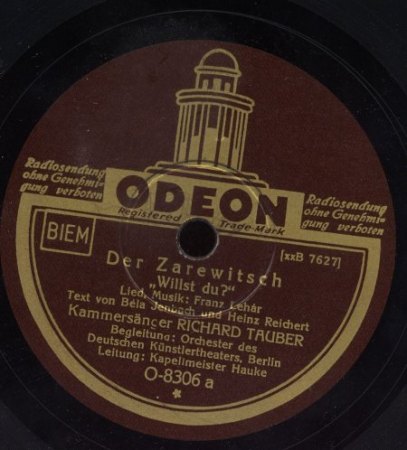 Radiosendung
ohne Genehmi-
gung verboten
ODEON
Registered Trade-Mark
Radiosendung
ohne Genehmi-
gung verboten
BIEM
[xxB 7627]
Der Zarewitsch
„Willst du?“
Lied, Musik: Franz Lehár
Text von Béla Jenbach und Heinz Reichert
Kammersänger RICHARD TAUBER
Begleitung: Orchester des
Deutschen Künstlertheaters, Berlin
Leitung: Kapellmeister Hauke
O-8306 a
*